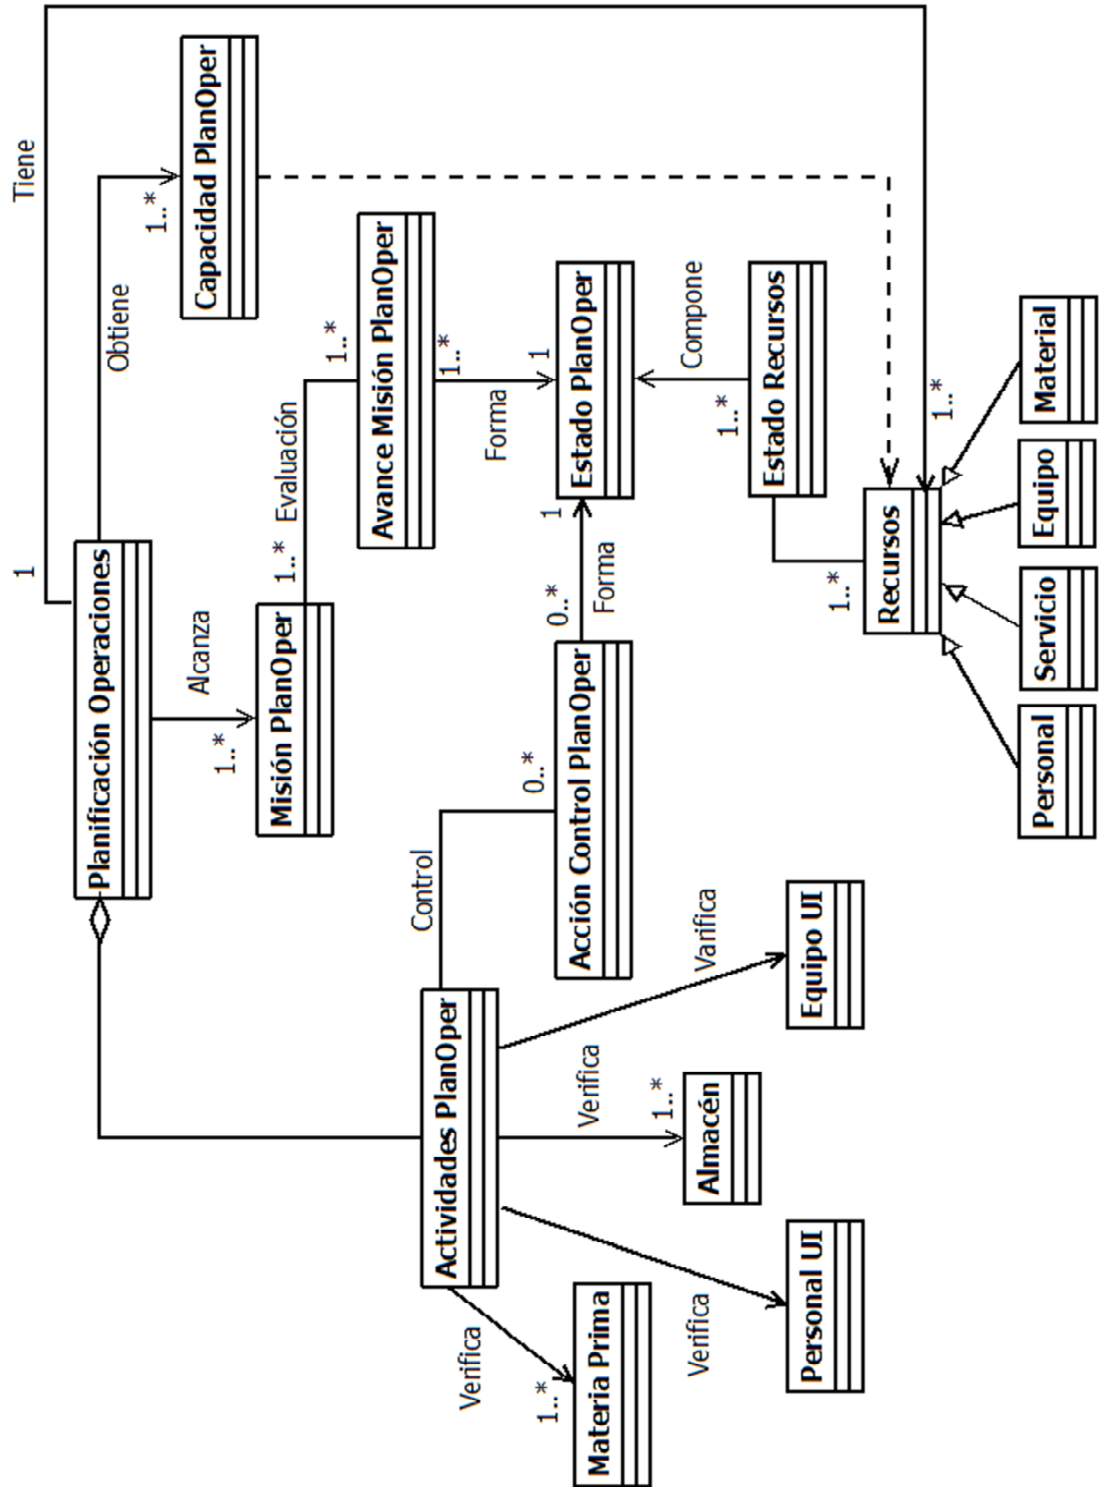 1
Tiene
Planificación Operaciones
Obtiene
1..*
Alcanza
Capacidad PlanOper
1..*
Misión PlanOper
1..*
Evaluación
1..*
Avance Misión PlanOper
Control
Actividades PlanOper
1..*
Verifica
Forma
0..*
1
1..*
0..*
1
Acción Control PlanOper
Estado PlanOper
Verifica
Materia Prima
Forma
1..*
Compone
Verifica
Varifica
Almacén
1..*
Estado Recursos
Personal UI
Equipo UI
1..*
Recursos
1..*
Personal
Servicio
Equipo
Material